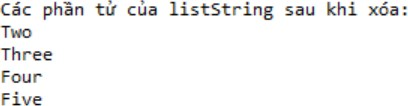 Các phần tử của listString sau khi xóa:
Two
Three
Four
Five